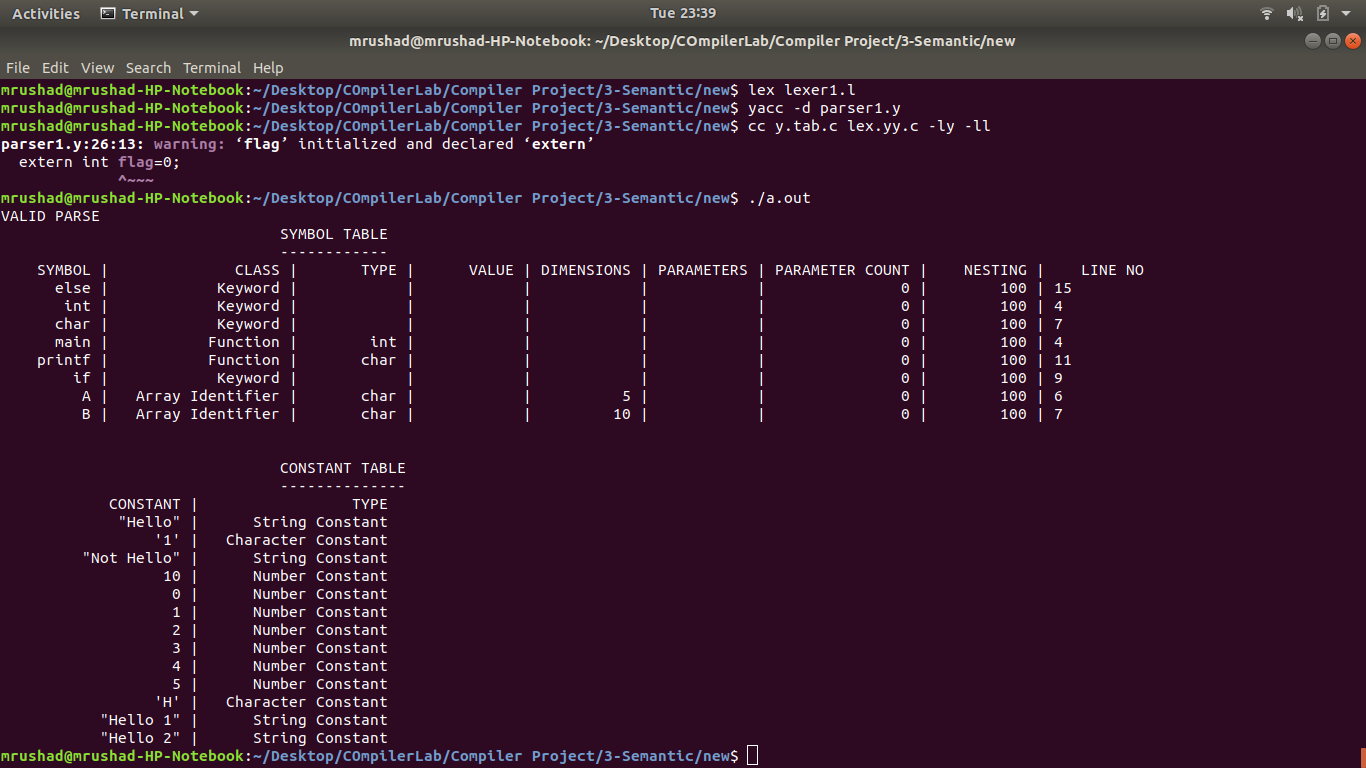 Activities Terminal Tue 23:39
mrushad@mrushad-HP-Notebook: ~/Desktop/COmpilerLab/Compiler Project/3-Semantic/new
File Edit View Search Terminal Help
mrushad@mrushad-HP-Notebook:~/Desktop/COmpilerLab/Compiler Project/3-Semantic/new$ lex lexer1.l
mrushad@mrushad-HP-Notebook:~/Desktop/COmpilerLab/Compiler Project/3-Semantic/new$ yacc -d parser1.y
mrushad@mrushad-HP-Notebook:~/Desktop/COmpilerLab/Compiler Project/3-Semantic/new$ cc y.tab.c lex.yy.c -ly -ll
parser1.y:26:13: warning: ‘flag’ initialized and declared ‘extern’
  extern int flag=0;
             ^~~~
mrushad@mrushad-HP-Notebook:~/Desktop/COmpilerLab/Compiler Project/3-Semantic/new$ ./a.out
VALID PARSE
SYMBOL TABLE
------------
SYMBOL | CLASS | TYPE | VALUE | DIMENSIONS | PARAMETERS | PARAMETER COUNT | NESTING | LINE NO
else | Keyword | | | | | 0 | 100 | 15
int | Keyword | | | | | 0 | 100 | 4
char | Keyword | | | | | 0 | 100 | 7
main | Function | int | | | | 0 | 100 | 4
printf | Function | char | | | | 0 | 100 | 11
if | Keyword | | | | | 0 | 100 | 9
A | Array Identifier | char | | 5 | | 0 | 100 | 6
B | Array Identifier | char | | 10 | | 0 | 100 | 7
CONSTANT TABLE
--------------
CONSTANT | TYPE
"Hello" | String Constant
'1' | Character Constant
"Not Hello" | String Constant
10 | Number Constant
0 | Number Constant
1 | Number Constant
2 | Number Constant
3 | Number Constant
4 | Number Constant
5 | Number Constant
'H' | Character Constant
"Hello 1" | String Constant
"Hello 2" | String Constant
mrushad@mrushad-HP-Notebook:~/Desktop/COmpilerLab/Compiler Project/3-Semantic/new$